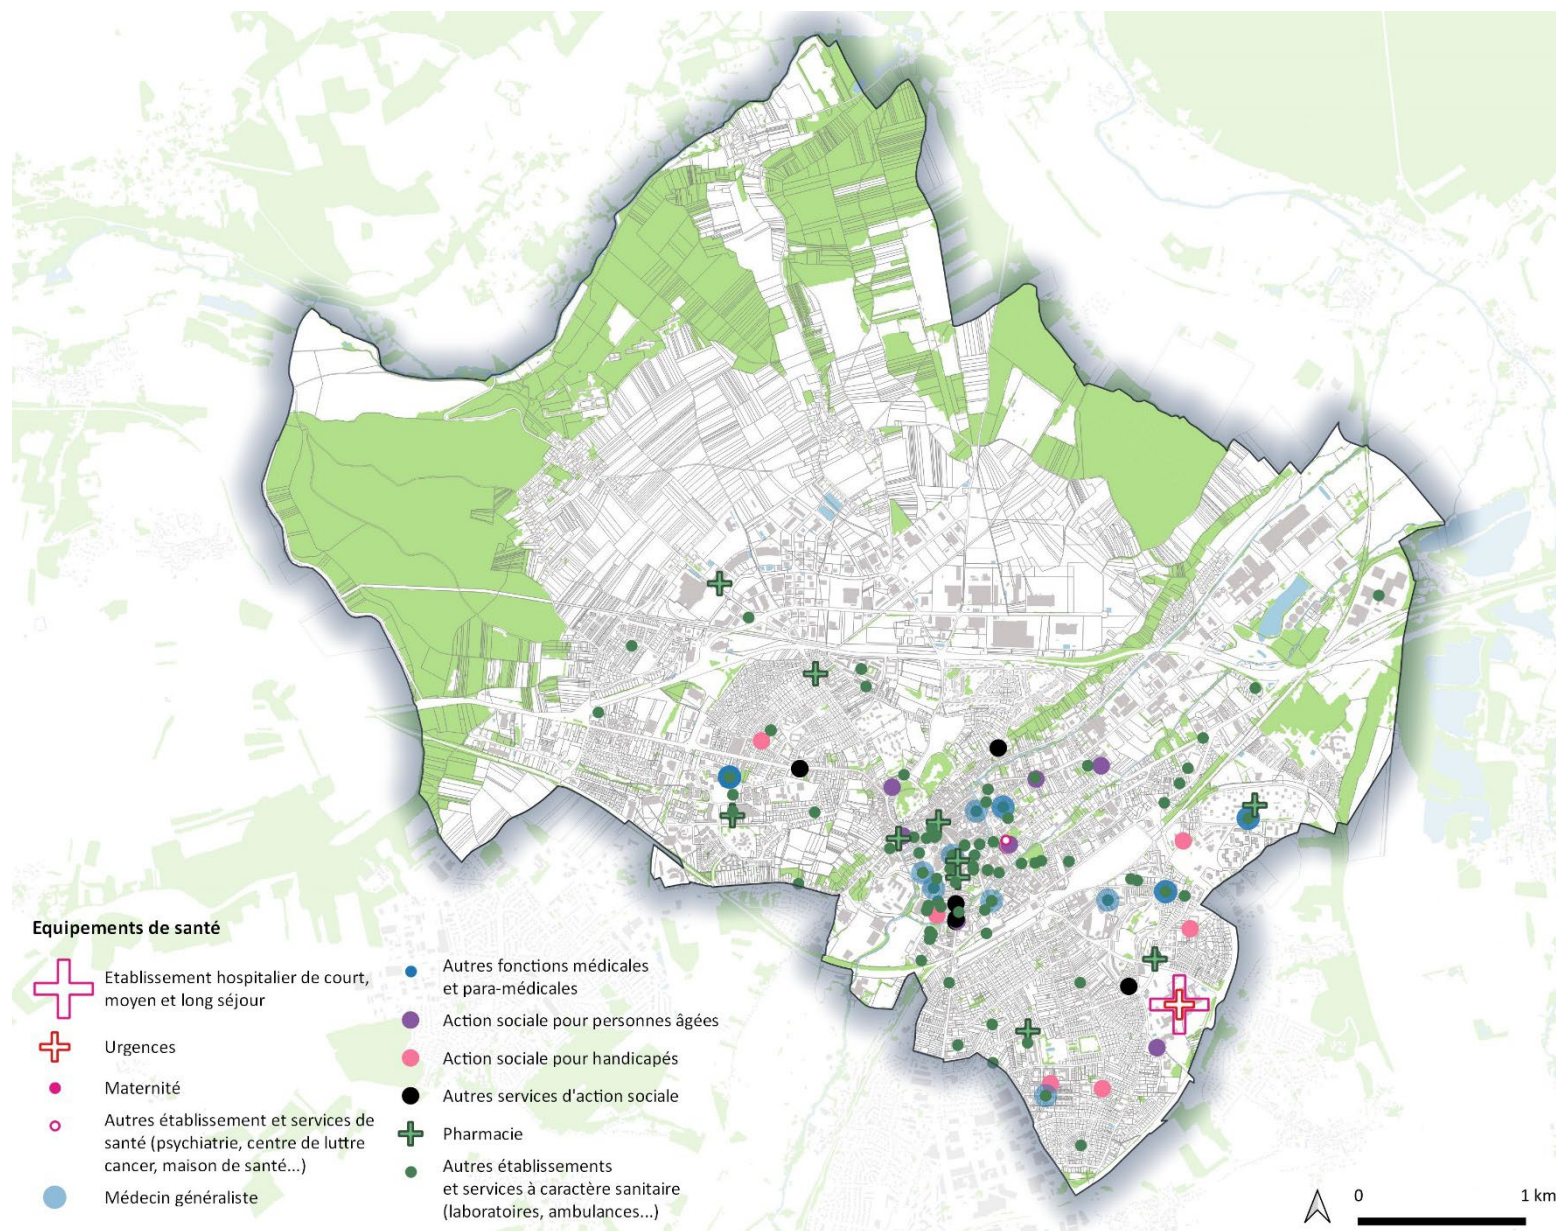 Equipements de santé
Etablissement hospitalier de court,
moyen et long séjour
Urgences
Maternité
Autres établissement et services de
santé (psychiatrie, centre de luttre
cancer, maison de santé...)
Médecin généraliste
Autres fonctions médicales
et para-médicales
Action sociale pour personnes âgées
Action sociale pour handicapés
Autres services d'action sociale
Pharmacie
Autres établissements
et services à caractère sanitaire
(laboratoires, ambulances...)
0 1 km